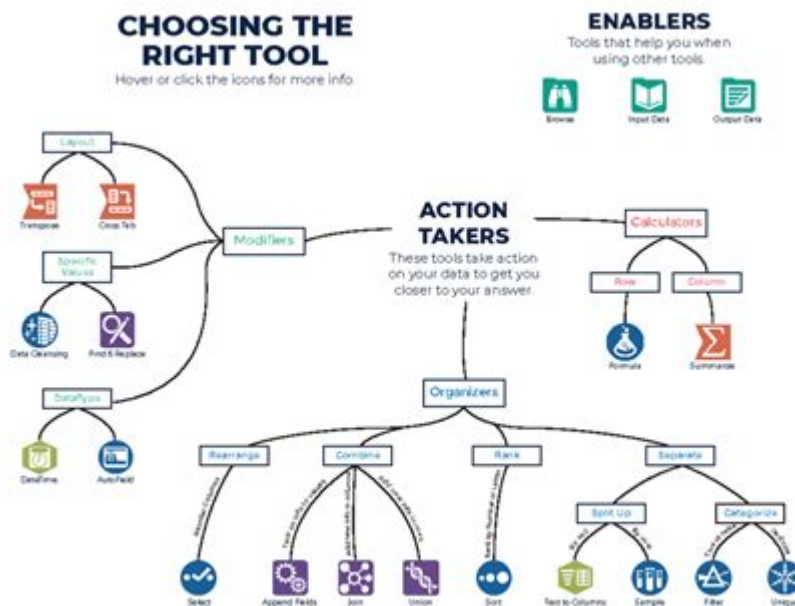 CHOOSING THE
RIGHT TOOL
Hover or click the icons for more info.
ENABLERS
Tools that help you when
using other tools
Browse
Input Data
Output Data
Layout
Transpose
Cross Tab
Modifiers
Specific
Values
Data Cleansing
Find & Replace
DataType
DateTime
AutoField
ACTION
TAKERS
These tools take action
on your data to get you
closer to your answer.
Calculators
Row
Column
Formula
Summarize
Organizers
Rearrange
Combine
Rank
Separate
Split Up
Categorize
Select
Append Fields
Join
Union
Sort
Text to Columns
Sample
Filter
Unique